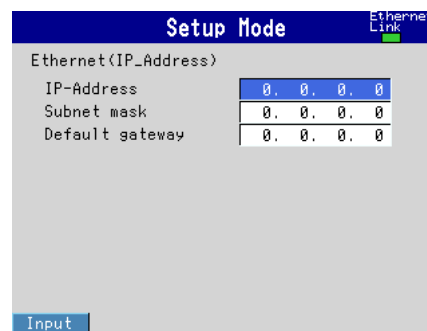 Setup Mode
Etherne
Link
Ethernet(IP_Address)
IP-Address 0. 0. 0. 0
Subnet mask 0. 0. 0. 0
Default gateway 0. 0. 0. 0
Input